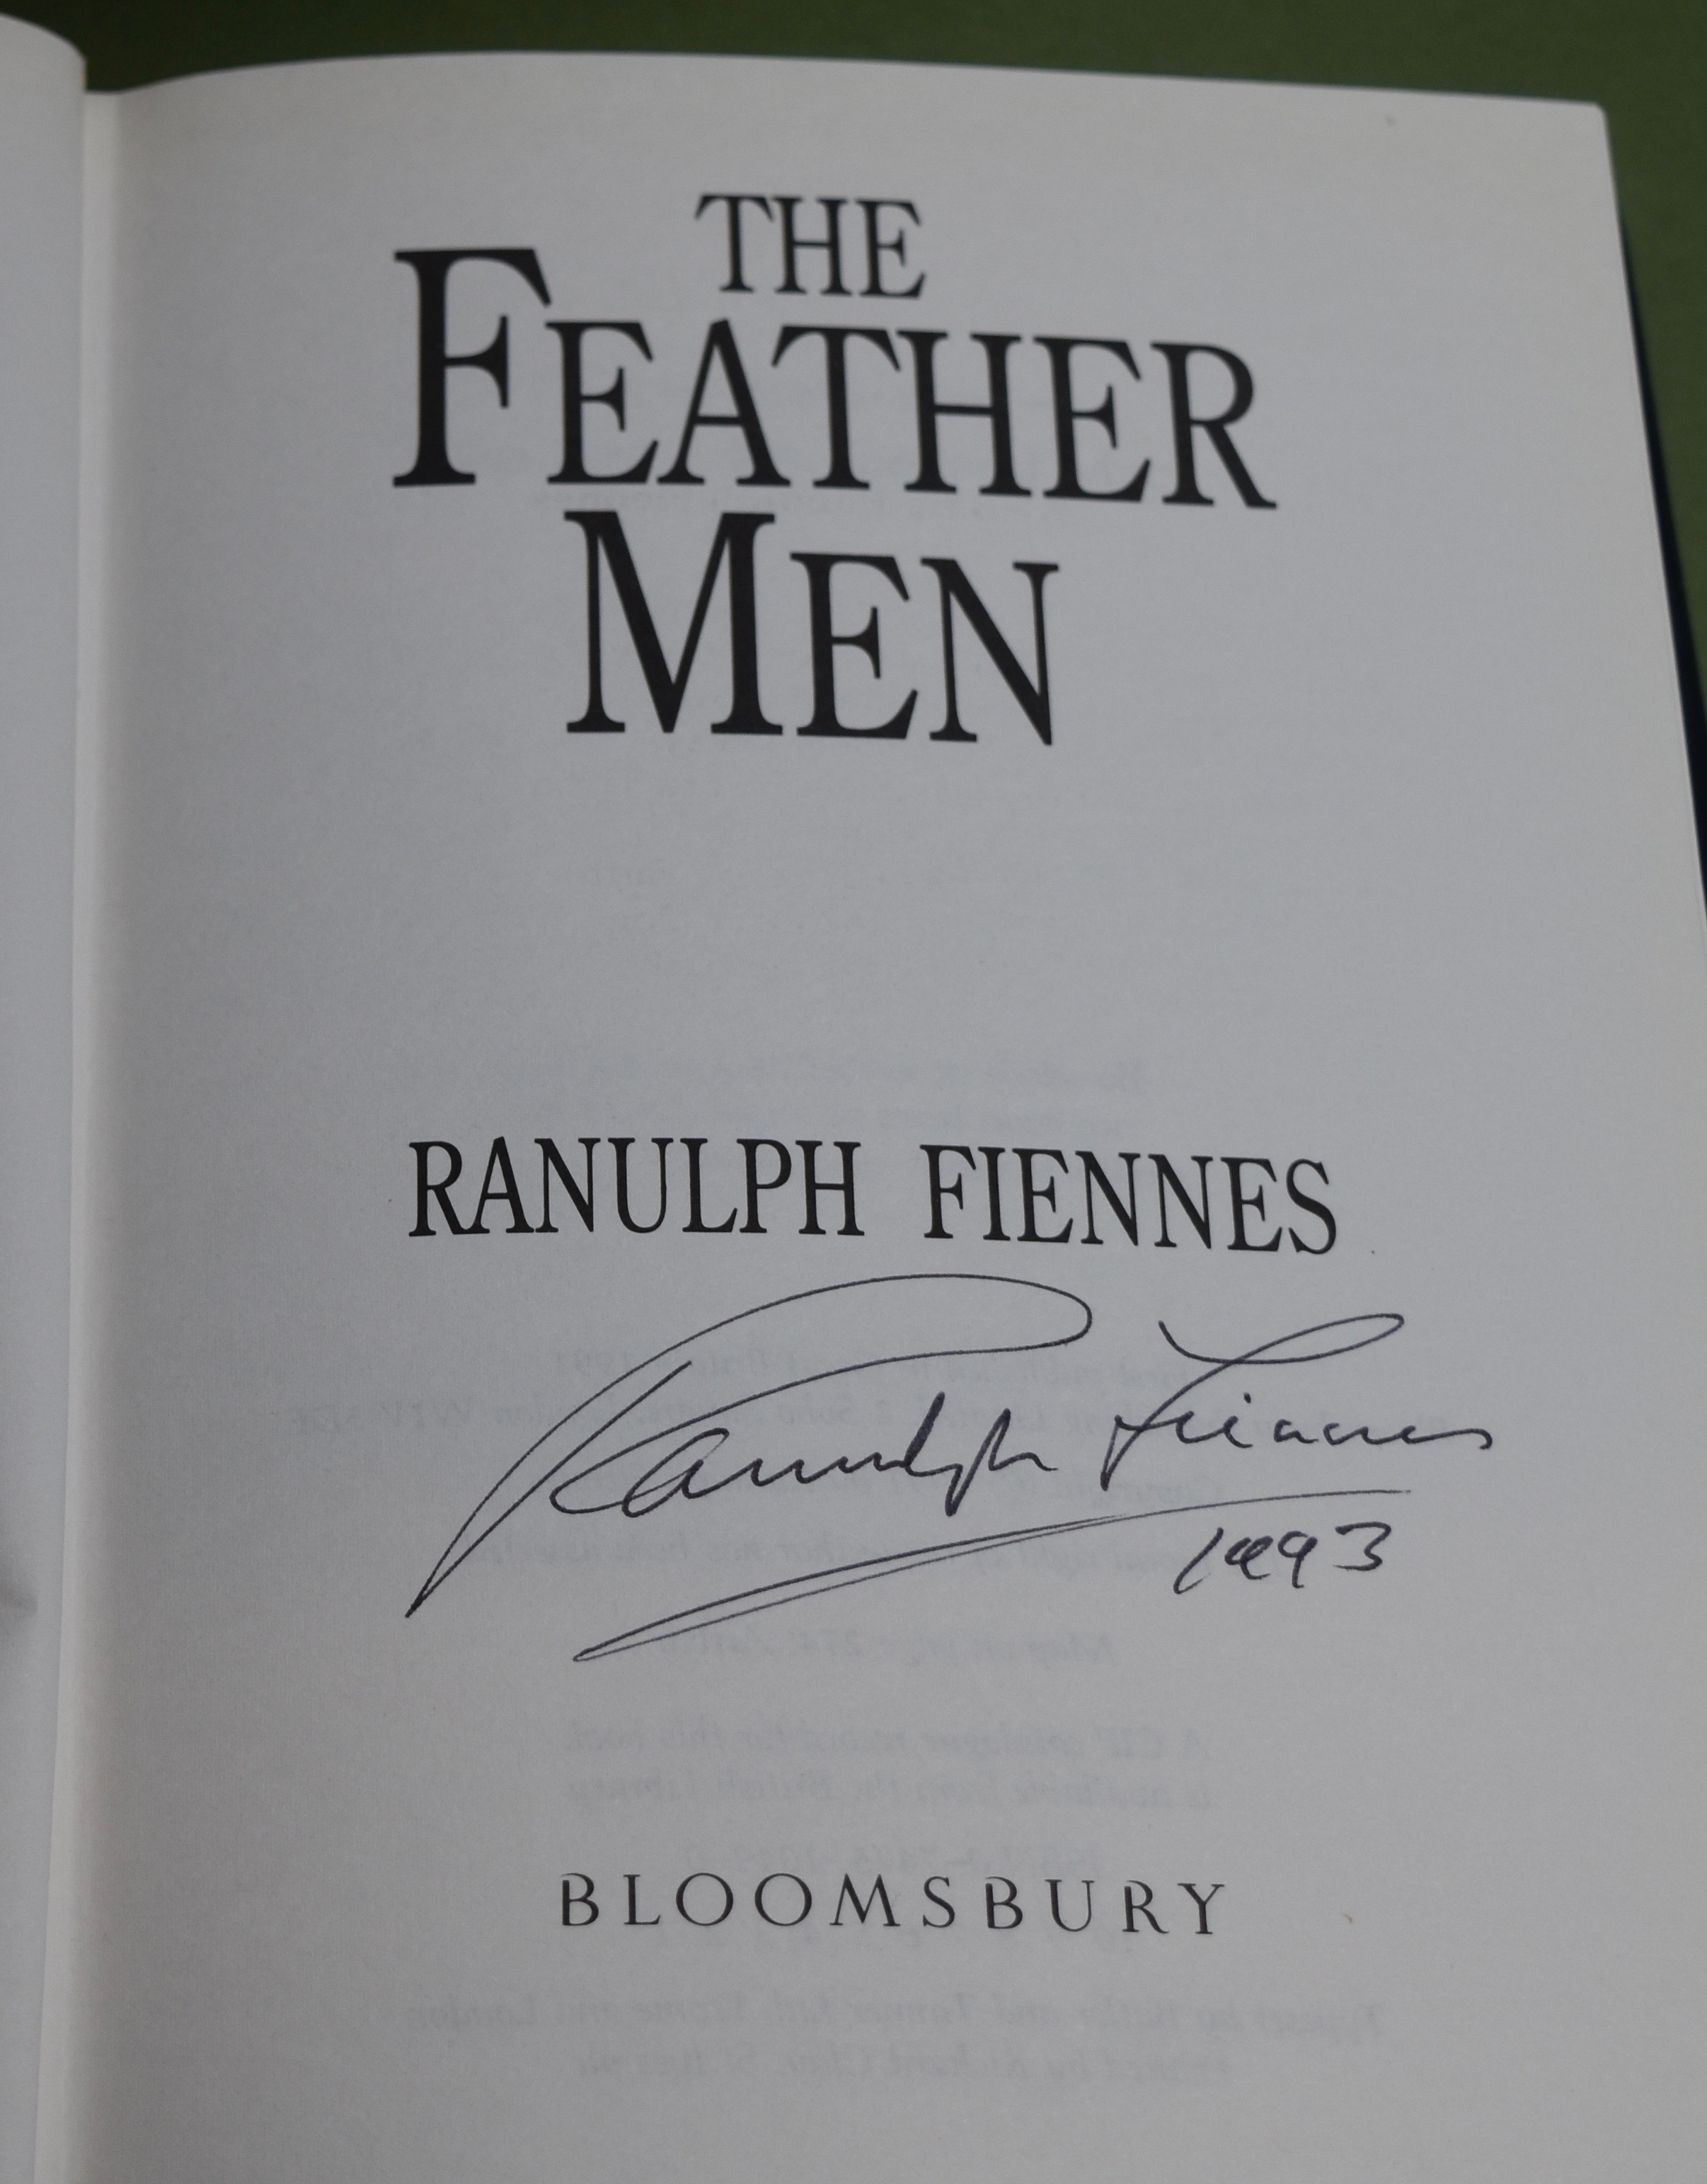 THE
FEATHER
MEN
RANULPH FIENNES
Ranulph Fiennes
1993
BLOOMSBURY